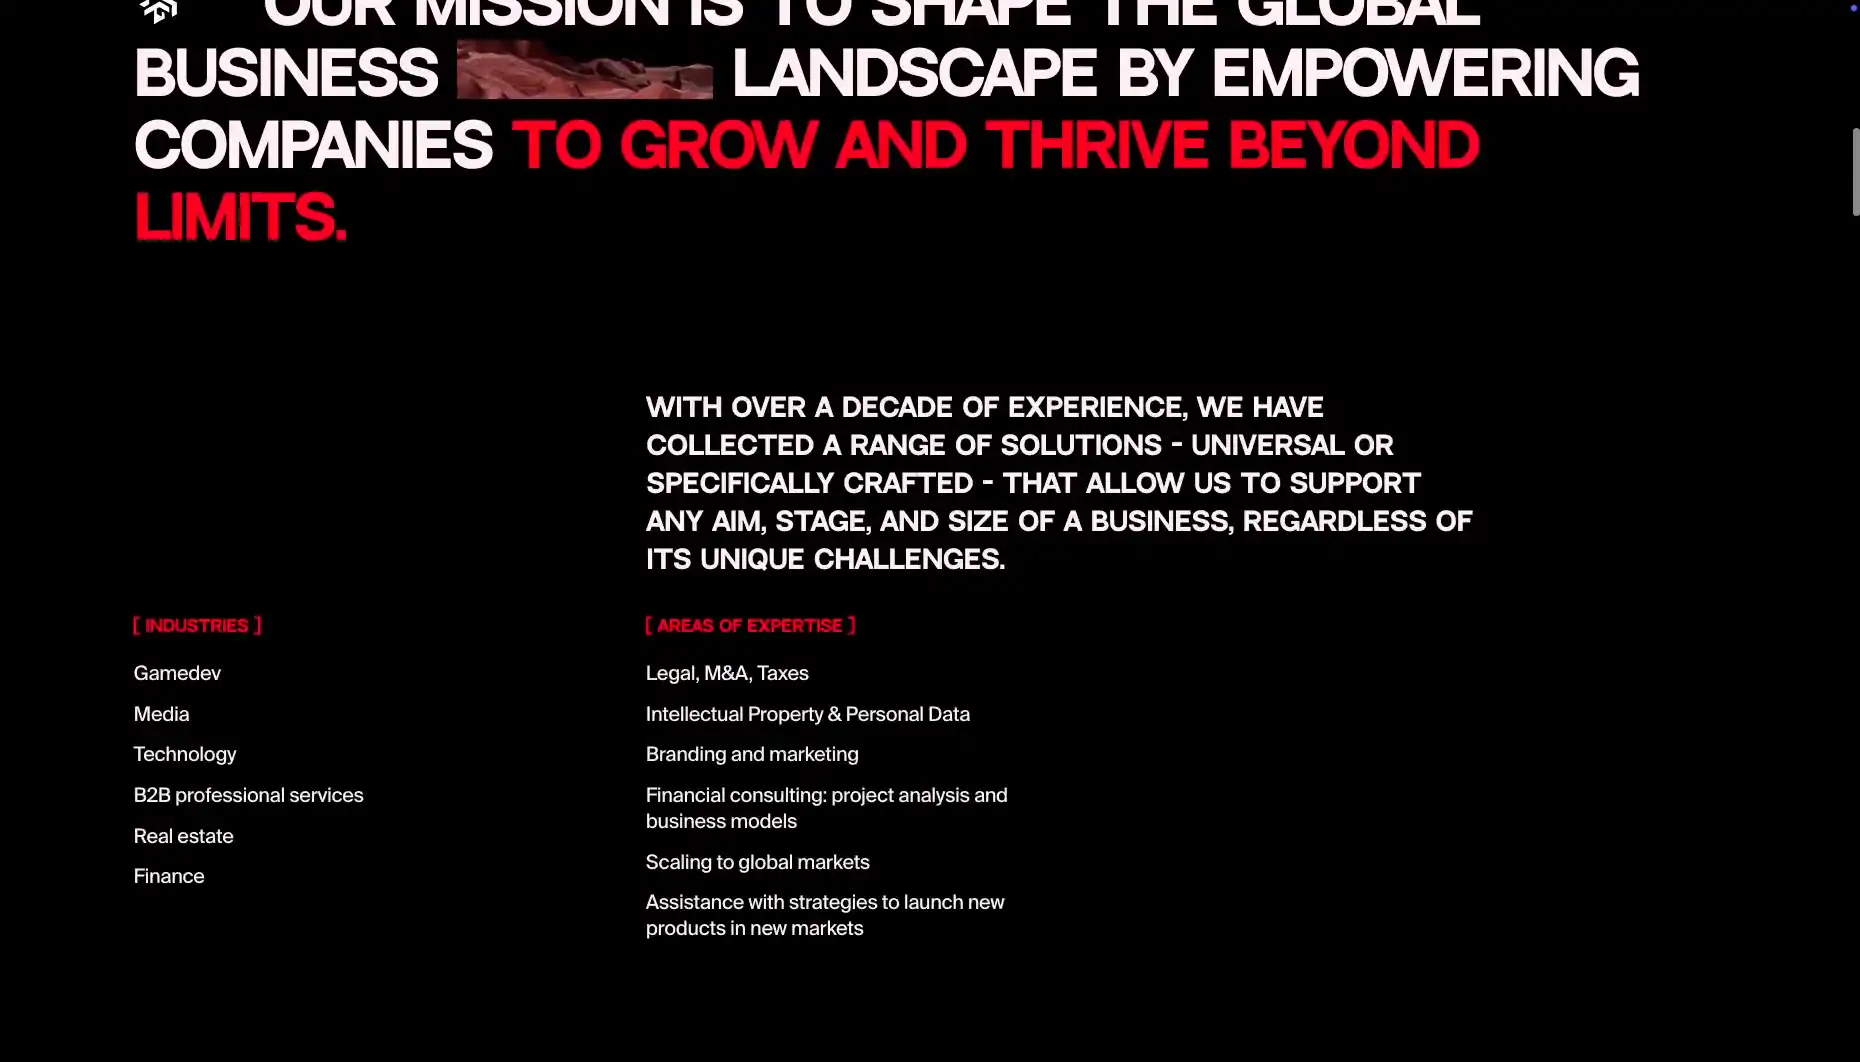 OUR MISSION IS TO SHAPE THE GLOBAL
BUSINESS LANDSCAPE BY EMPOWERING
COMPANIES TO GROW AND THRIVE BEYOND
LIMITS.
WITH OVER A DECADE OF EXPERIENCE, WE HAVE
COLLECTED A RANGE OF SOLUTIONS - UNIVERSAL OR
SPECIFICALLY CRAFTED - THAT ALLOW US TO SUPPORT
ANY AIM, STAGE, AND SIZE OF A BUSINESS, REGARDLESS OF
ITS UNIQUE CHALLENGES.
[ INDUSTRIES ]
Gamedev
Media
Technology
B2B professional services
Real estate
Finance
[ AREAS OF EXPERTISE ]
Legal, M&A, Taxes
Intellectual Property & Personal Data
Branding and marketing
Financial consulting: project analysis and
business models
Scaling to global markets
Assistance with strategies to launch new
products in new markets